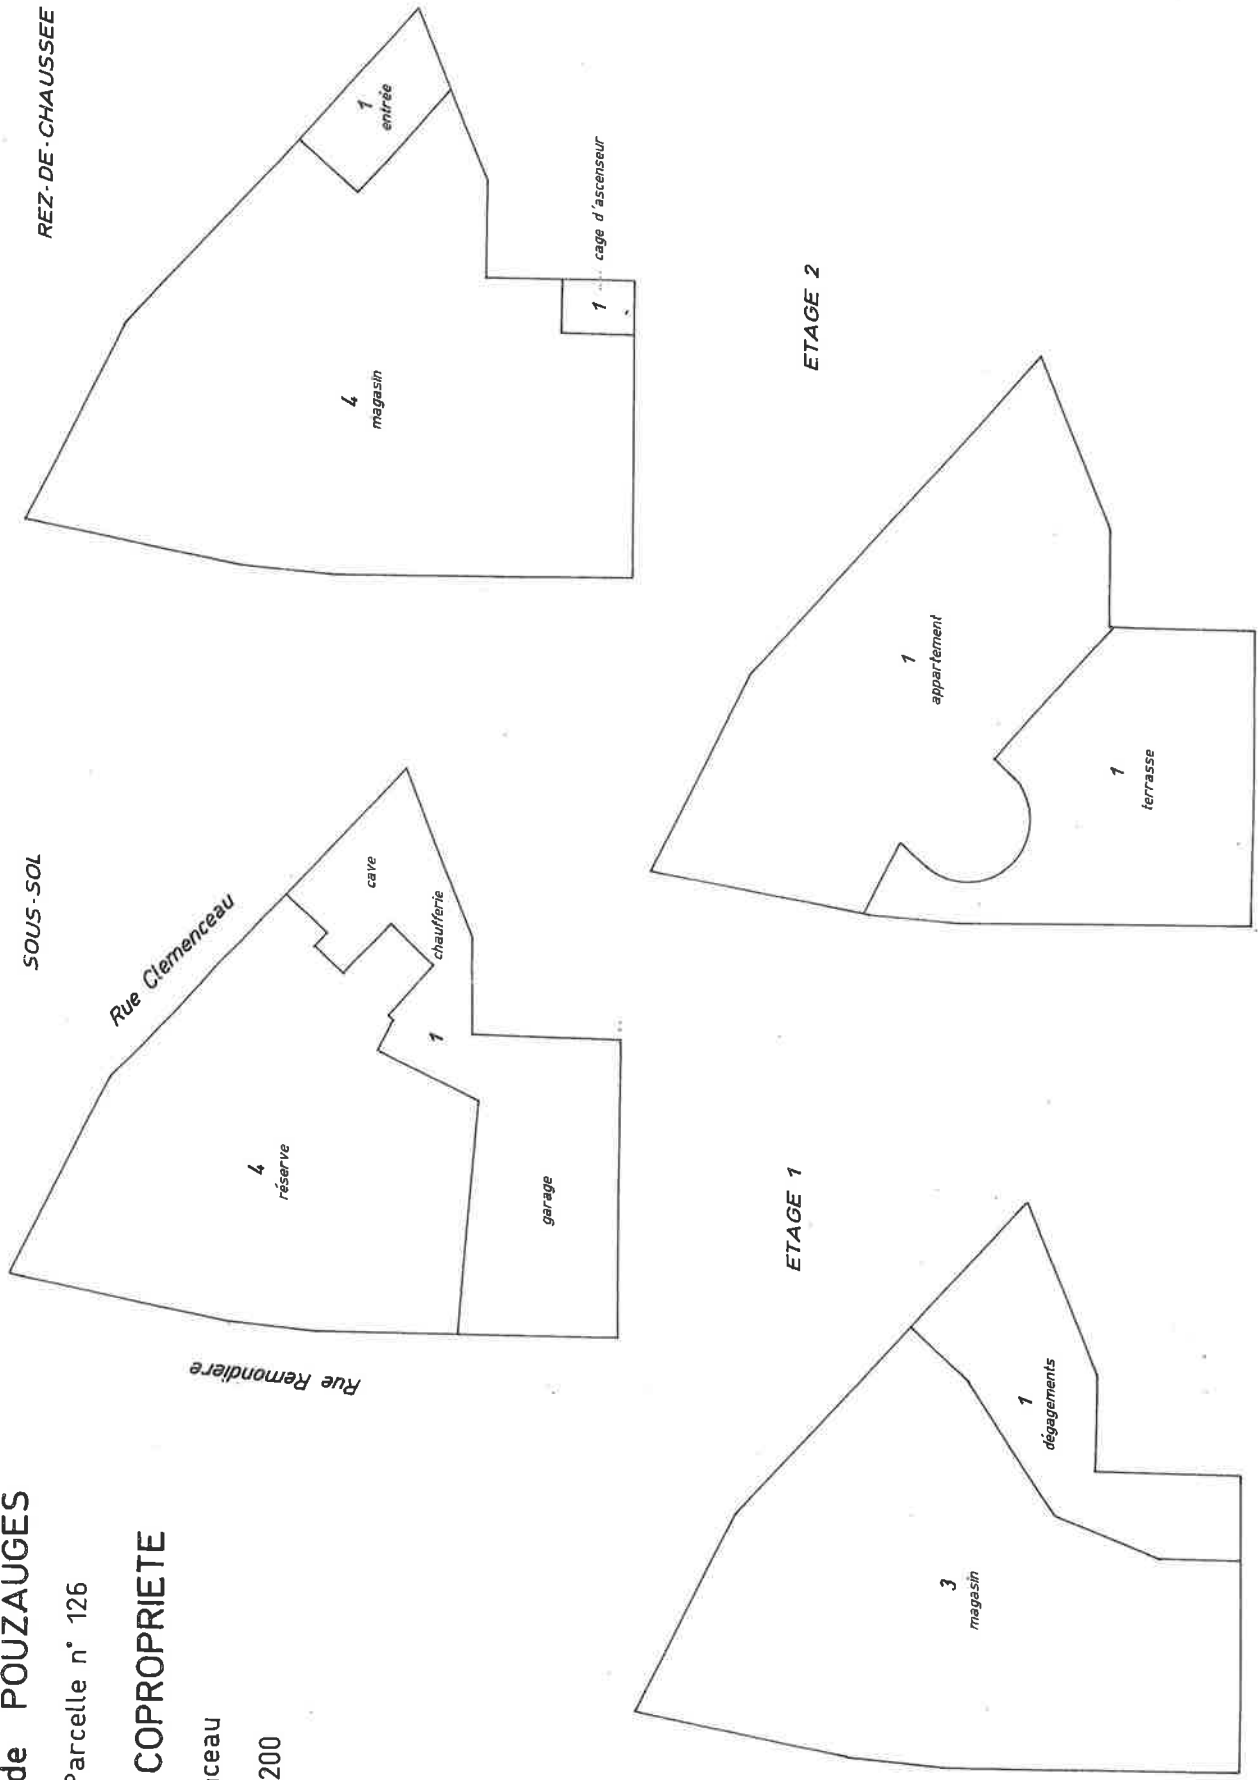 de POUZAUGES
Parcelle n° 126
COPROPRIETE
200
SOUS-SOL
Rue Clemenceau
Rue Remondiere
4
réserve
cave
chaufferie
1
garage
REZ-DE-CHAUSSEE
1
entrée
4
magasin
1
cage d'ascenseur
ETAGE 1
3
magasin
1
dégagements
ETAGE 2
1
appartement
1
terrasse